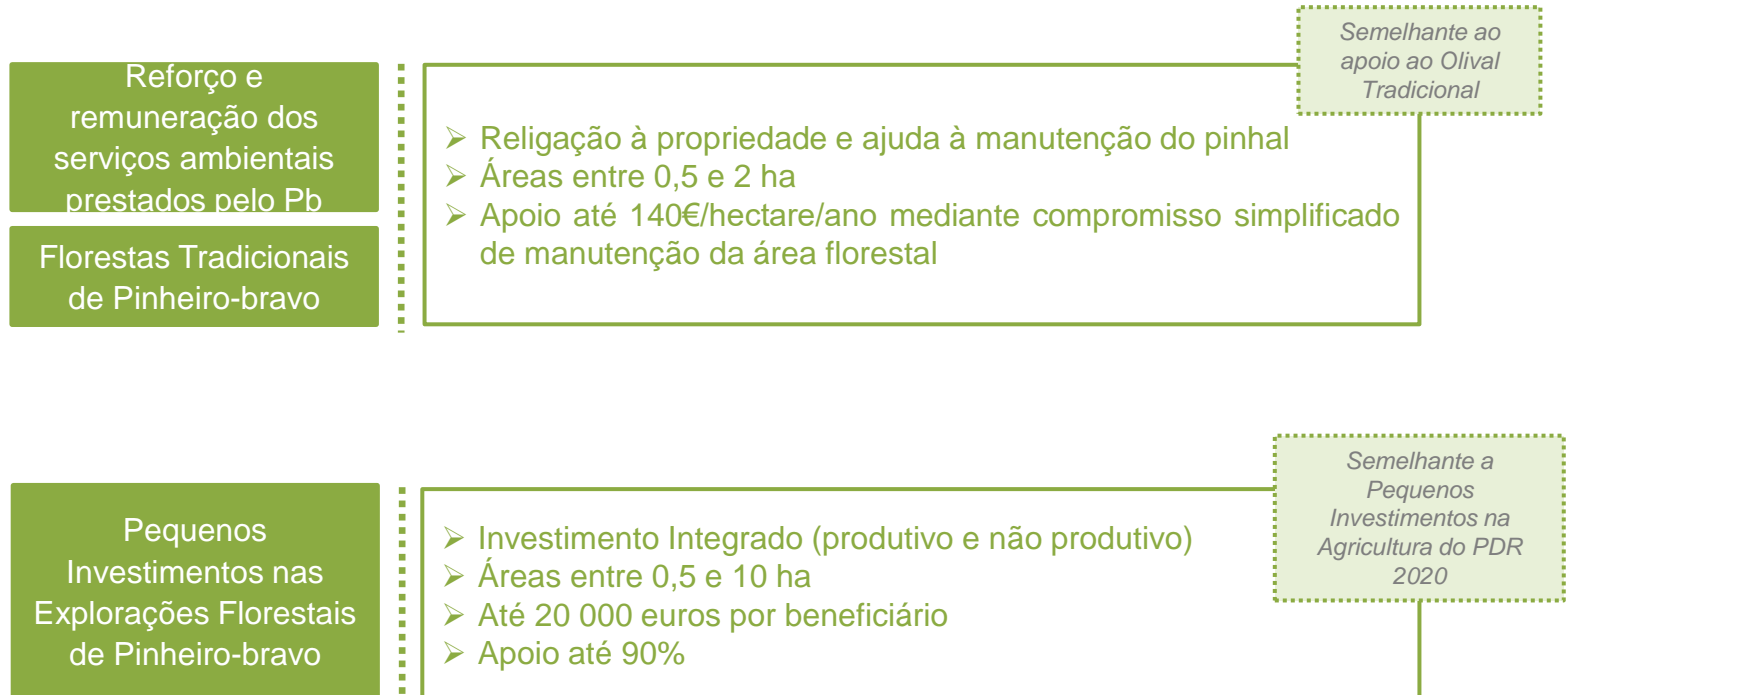 Reforço e
remuneração dos
serviços ambientais
prestados pelo Pb
Florestas Tradicionais
de Pinheiro-bravo
Semelhante ao
apoio ao Olival
Tradicional
➢ Religação à propriedade e ajuda à manutenção do pinhal
➢ Áreas entre 0,5 e 2 ha
➢ Apoio até 140€/hectare/ano mediante compromisso simplificado
de manutenção da área florestal
Pequenos
Investimentos nas
Explorações Florestais
de Pinheiro-bravo
Semelhante a
Pequenos
Investimentos na
Agricultura do PDR
2020
➢ Investimento Integrado (produtivo e não produtivo)
➢ Áreas entre 0,5 e 10 ha
➢ Até 20 000 euros por beneficiário
➢ Apoio até 90%